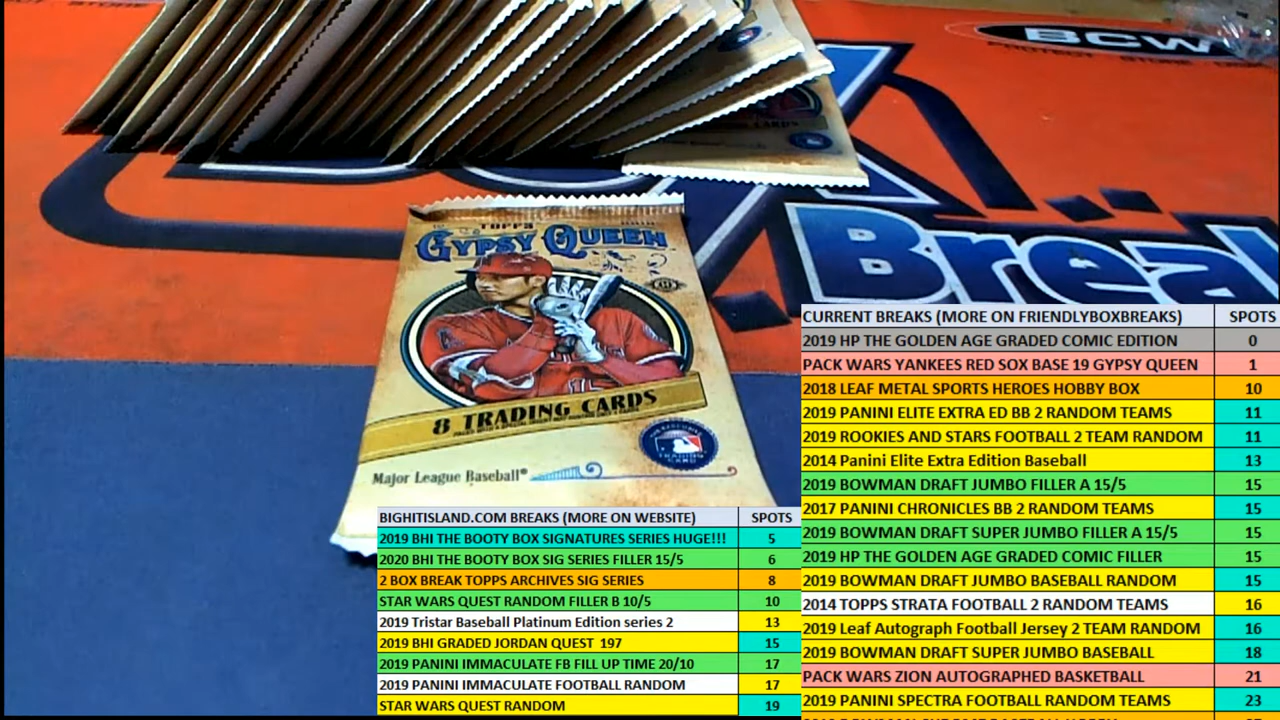 BCW
Break
TOPPS
GYPSY QUEEN
8 TRADING CARDS
Major League Baseball®
CURRENT BREAKS (MORE ON FRIENDLYBOXBREAKS) SPOTS
2019 HP THE GOLDEN AGE GRADED COMIC EDITION 0
PACK WARS YANKEES RED SOX BASE 19 GYPSY QUEEN 1
2018 LEAF METAL SPORTS HEROES HOBBY BOX 10
2019 PANINI ELITE EXTRA ED BB 2 RANDOM TEAMS 11
2019 ROOKIES AND STARS FOOTBALL 2 TEAM RANDOM 11
2014 Panini Elite Extra Edition Baseball 13
2019 BOWMAN DRAFT JUMBO FILLER A 15/5 15
2017 PANINI CHRONICLES BB 2 RANDOM TEAMS 15
2019 BOWMAN DRAFT SUPER JUMBO FILLER A 15/5 15
2019 HP THE GOLDEN AGE GRADED COMIC FILLER 15
2019 BOWMAN DRAFT JUMBO BASEBALL RANDOM 15
2014 TOPPS STRATA FOOTBALL 2 RANDOM TEAMS 16
2019 Leaf Autograph Football Jersey 2 TEAM RANDOM 16
2019 BOWMAN DRAFT SUPER JUMBO BASEBALL 18
PACK WARS ZION AUTOGRAPHED BASKETBALL 21
2019 PANINI SPECTRA FOOTBALL RANDOM TEAMS 23
BIGHITISLAND.COM BREAKS (MORE ON WEBSITE) SPOTS
2019 BHI THE BOOTY BOX SIGNATURES SERIES HUGE!!! 5
2020 BHI THE BOOTY BOX SIG SERIES FILLER 15/5 6
2 BOX BREAK TOPPS ARCHIVES SIG SERIES 8
STAR WARS QUEST RANDOM FILLER B 10/5 10
2019 Tristar Baseball Platinum Edition series 2 13
2019 BHI GRADED JORDAN QUEST 197 15
2019 PANINI IMMACULATE FB FILL UP TIME 20/10 17
2019 PANINI IMMACULATE FOOTBALL RANDOM 17
STAR WARS QUEST RANDOM 19